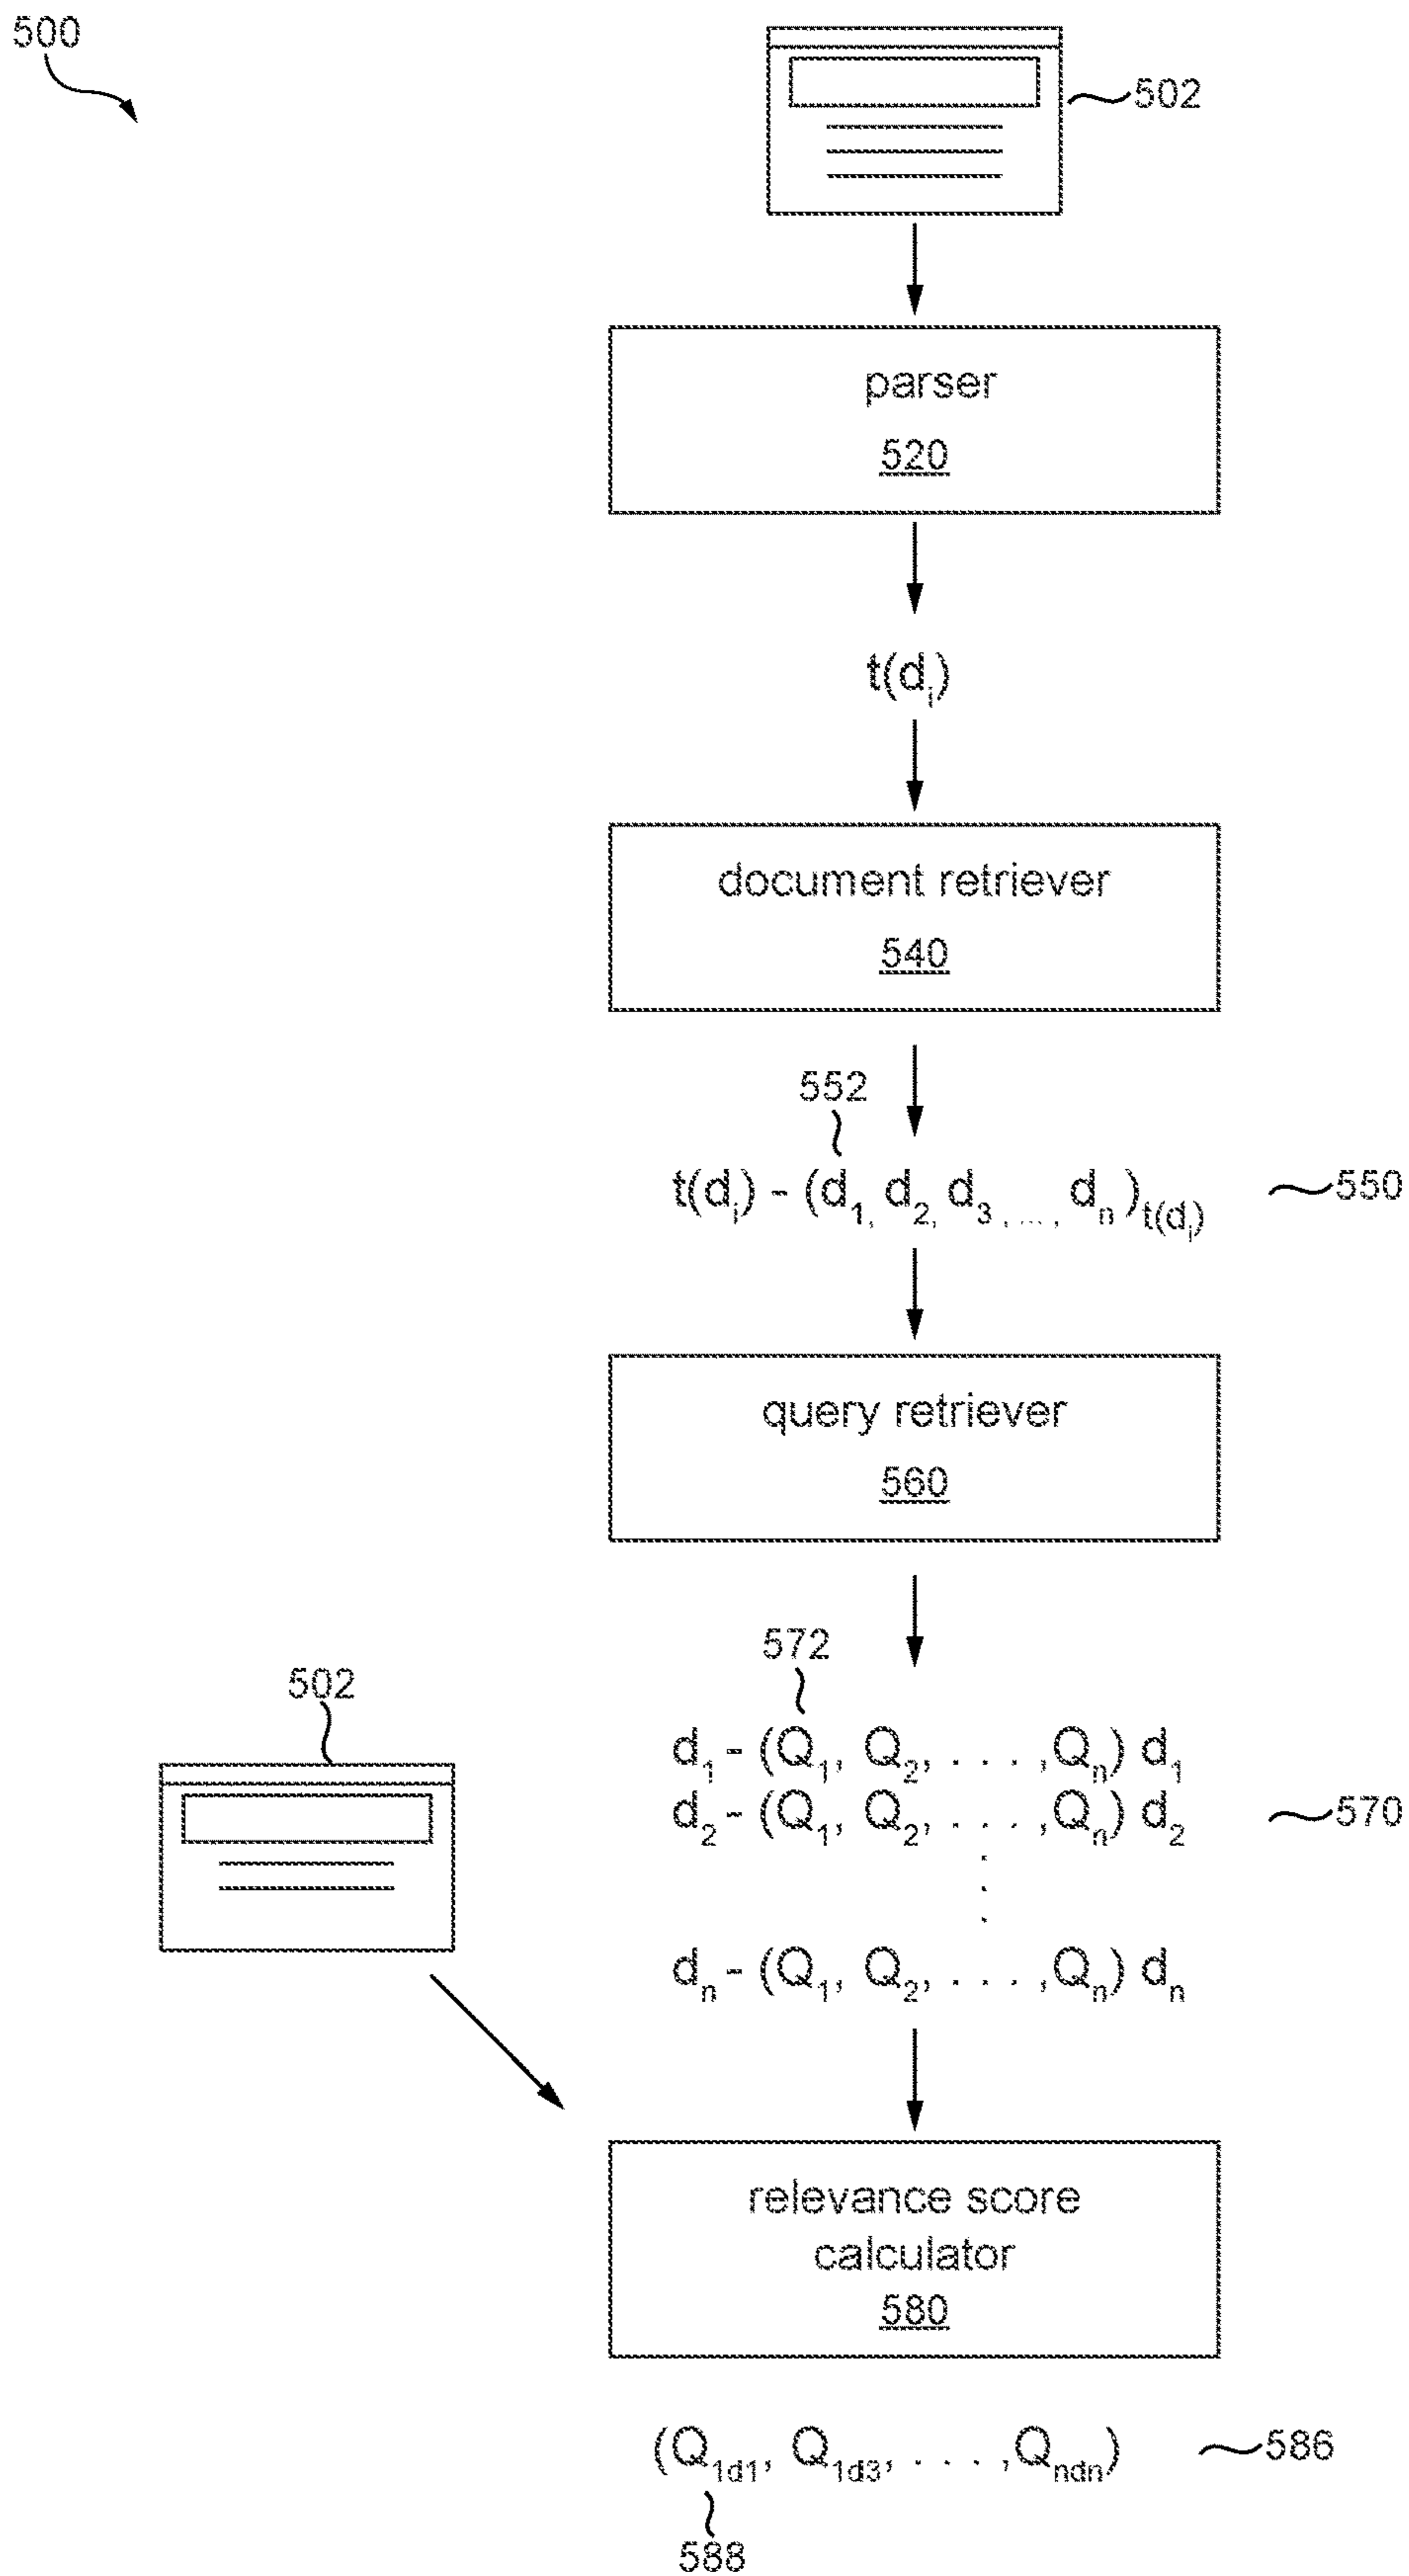 500
502
parser
520
t(dᵢ)
document retriever
540
552
t(dᵢ) - (d₁, d₂, d₃, ..., dₙ)t(dᵢ)
550
query retriever
560
572
502
d₁ - (Q₁, Q₂, . . . ,Qₙ) d₁
d₂ - (Q₁, Q₂, . . . ,Qₙ) d₂
570
dₙ - (Q₁, Q₂, . . . ,Qₙ) dₙ
relevance score
calculator
580
(Q1d1, Q1d3, . . . ,Qndn)
586
588